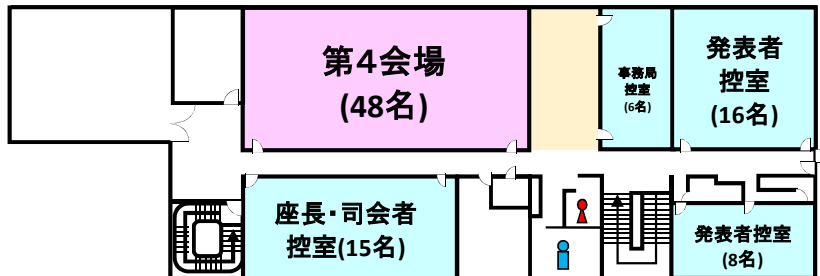 第４会場
(48名)
事務局
控室
(6名)
発表者
控室
(16名)
座長・司会者
控室(15名)
発表者控室
(8名)